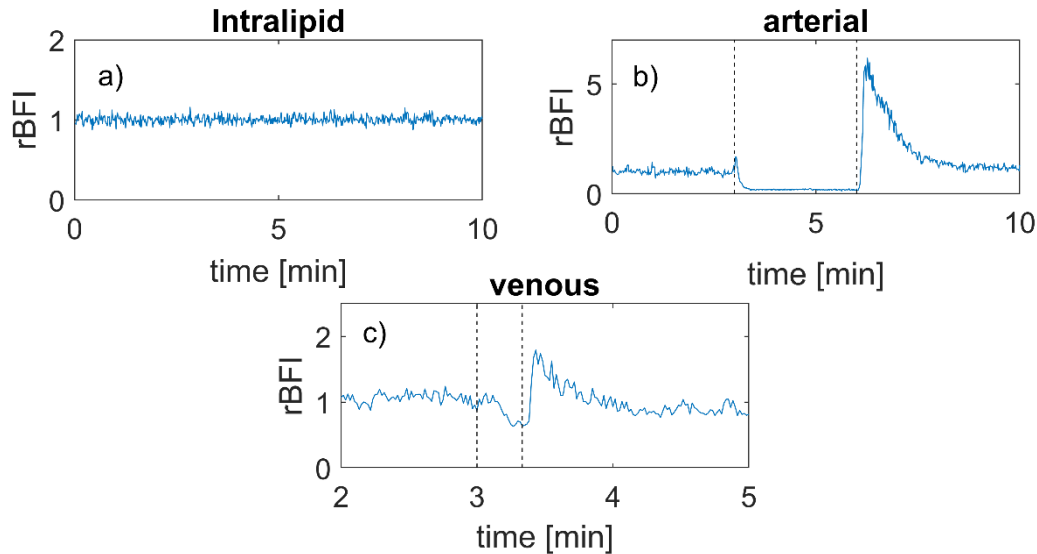 Intralipid
a)
rBFI
2
1
0
0 5 10
time [min]
arterial
b)
rBFI
5
0
0 5 10
time [min]
venous
c)
rBFI
2
1
0
2 3 4 5
time [min]